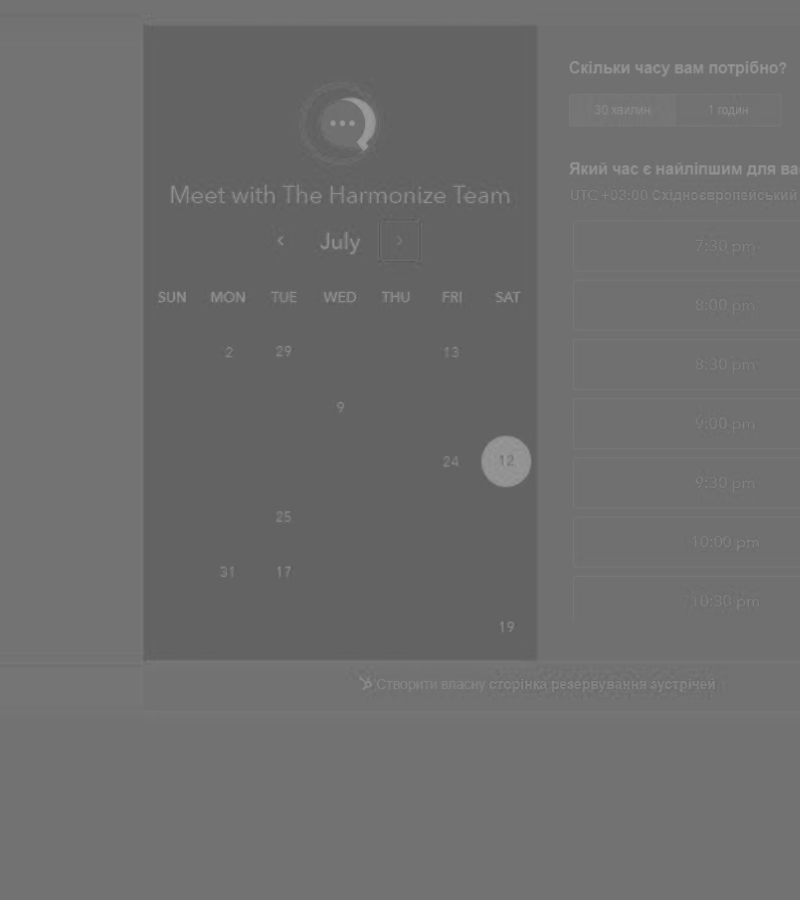 Meet with The Harmonize Team
July
SUN MON TUE WED THU FRI SAT
2 29 13
9
24 12
25
31 17
19
Скільки часу вам потрібно?
30 хвилин 1 годин
Який час є найліпшим для ва
UTC +03:00 Східноєвропейський
7:30 pm
8:00 pm
8:30 pm
9:00 pm
9:30 pm
10:00 pm
10:30 pm
Створити власну сторінка резервування зустрічей